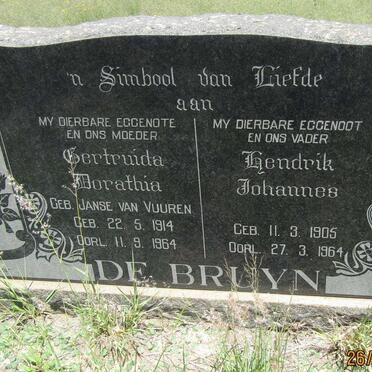 'n Simbool van Liefde
aan
MY DIERBARE EGGENOTE
EN ONS MOEDER
Gertruida
Dorathia
GEB. JANSE VAN VUUREN
GEB. 22. 5. 1914
OORL. 11. 9. 1964
MY DIERBARE EGGENOOT
EN ONS VADER
Hendrik
Johannes
GEB. 11. 3. 1905
OORL. 27. 3. 1964
DE BRUYN
26/